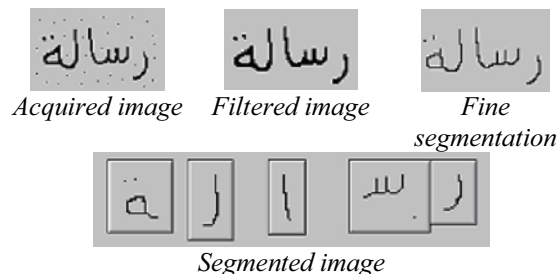 رسالة رسالة رسالة
Acquired image Filtered image Fine
segmentation
ة ل ا س ر
Segmented image